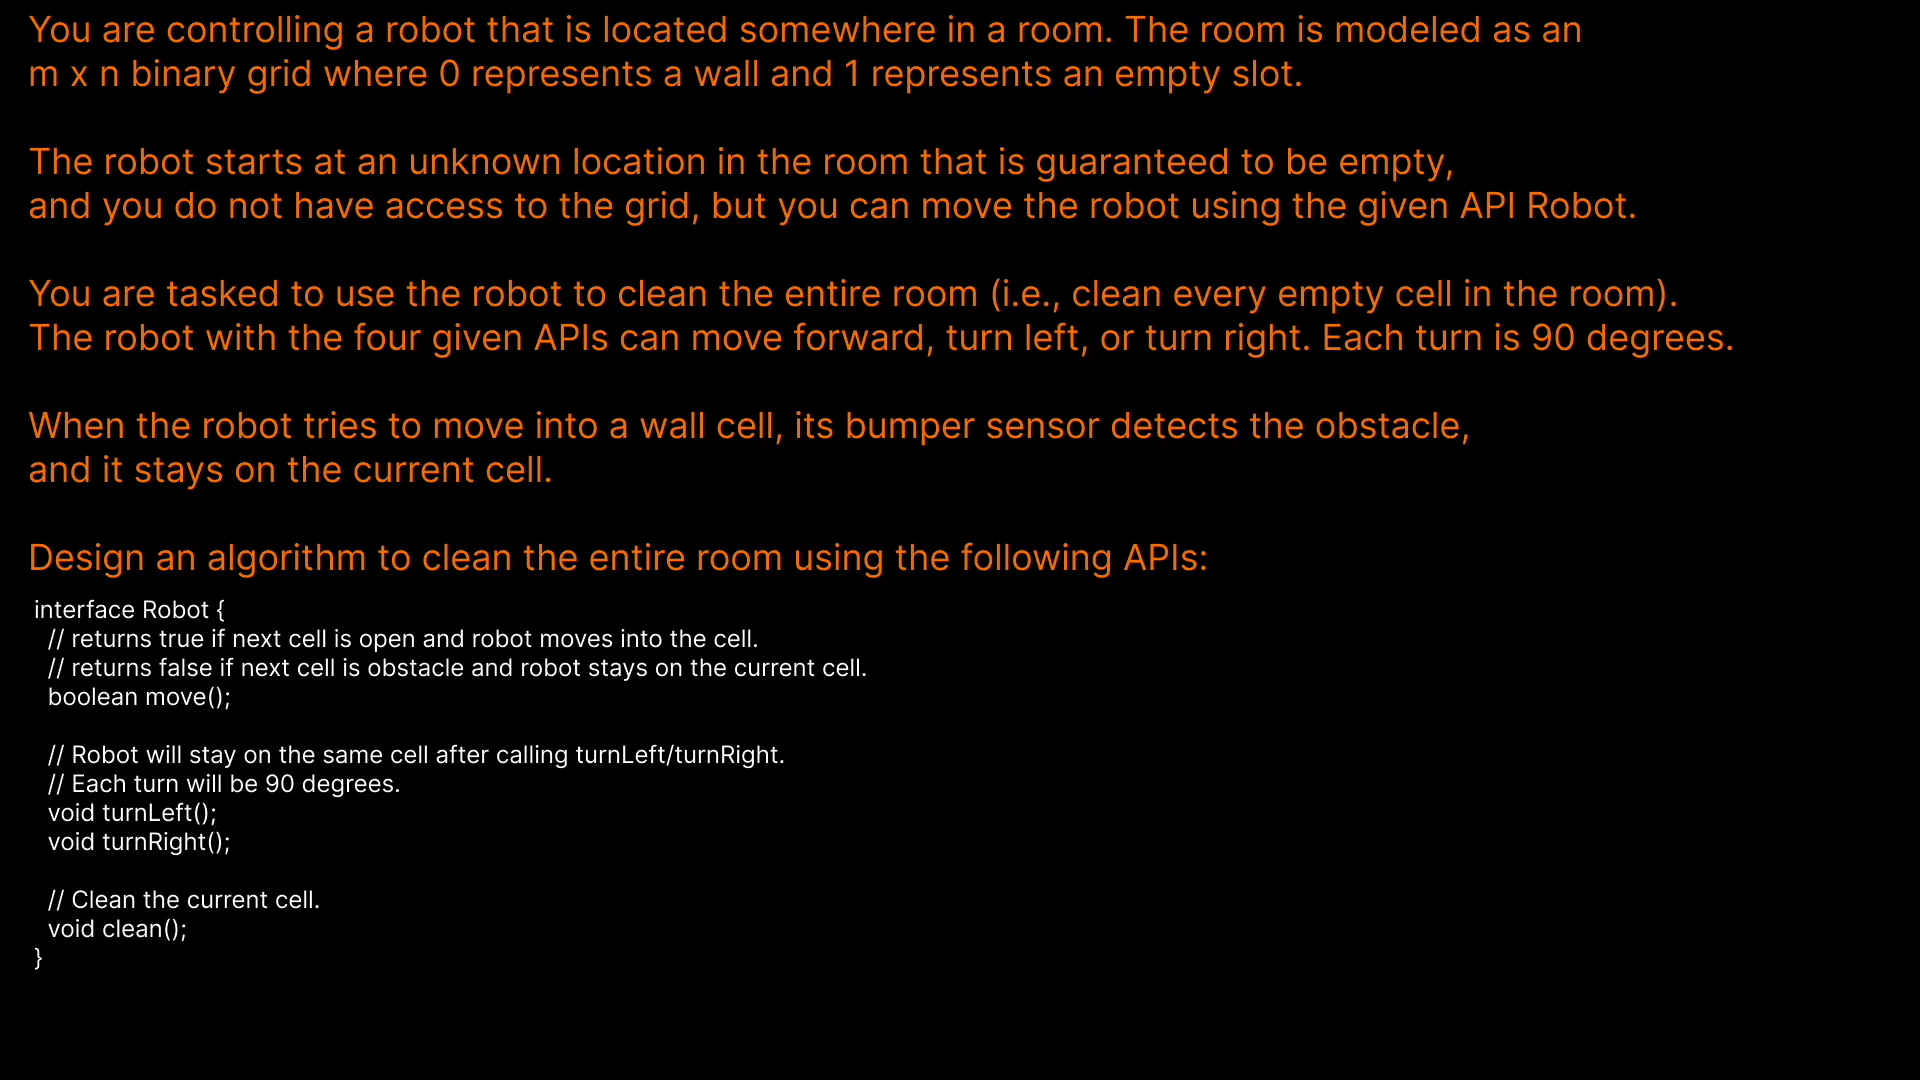 You are controlling a robot that is located somewhere in a room. The room is modeled as an
m x n binary grid where 0 represents a wall and 1 represents an empty slot.
The robot starts at an unknown location in the room that is guaranteed to be empty,
and you do not have access to the grid, but you can move the robot using the given API Robot.
You are tasked to use the robot to clean the entire room (i.e., clean every empty cell in the room).
The robot with the four given APIs can move forward, turn left, or turn right. Each turn is 90 degrees.
When the robot tries to move into a wall cell, its bumper sensor detects the obstacle,
and it stays on the current cell.
Design an algorithm to clean the entire room using the following APIs:
interface Robot {
// returns true if next cell is open and robot moves into the cell.
// returns false if next cell is obstacle and robot stays on the current cell.
boolean move();
// Robot will stay on the same cell after calling turnLeft/turnRight.
// Each turn will be 90 degrees.
void turnLeft();
void turnRight();
// Clean the current cell.
void clean();
}